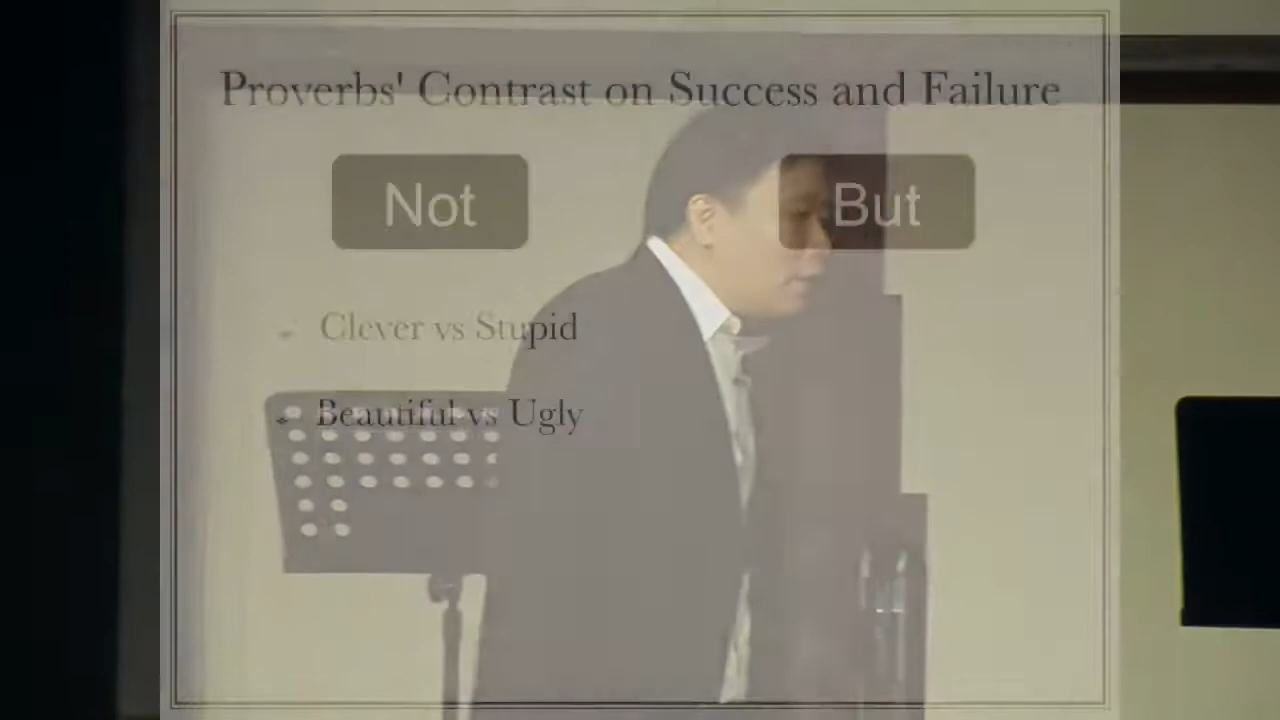 Proverbs' Contrast on Success and Failure
Not
But
Clever vs Stupid
Beautiful vs Ugly